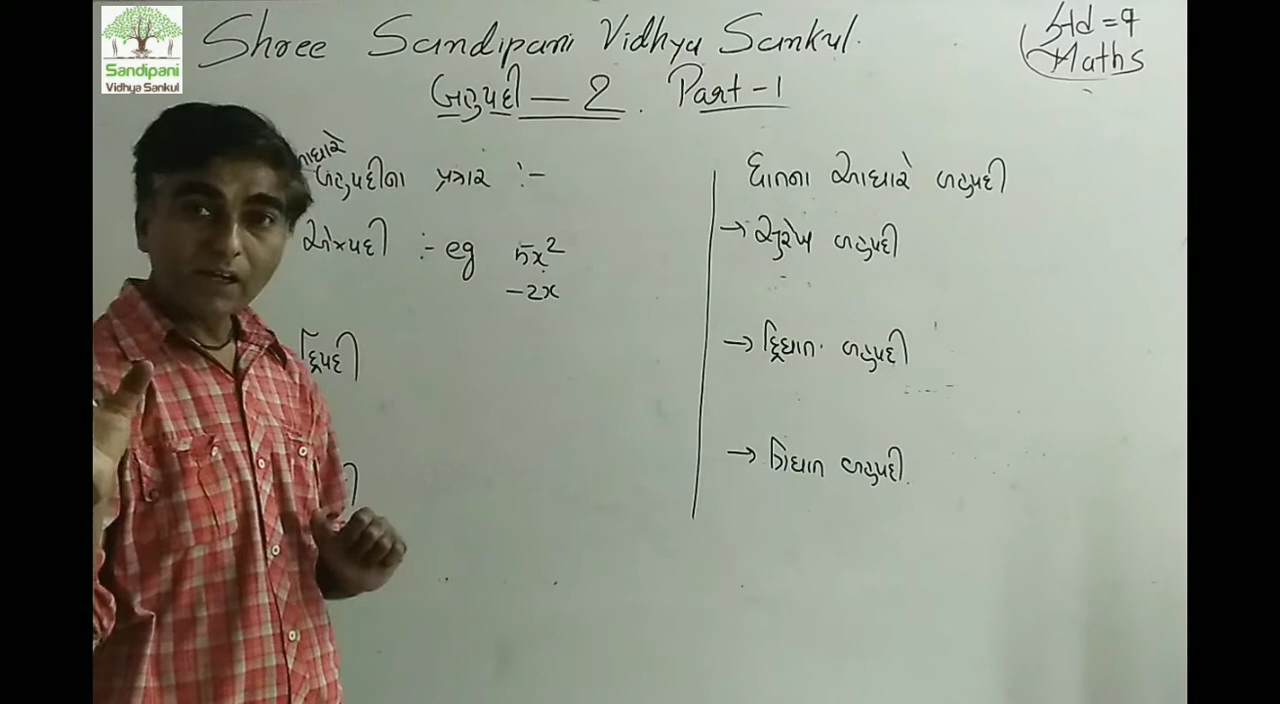 Sandipani
Vidhya Sankul
Shree Sandipani Vidhya Sankul.
Std = 9
Maths
બહુપદી — 2. Part - 1
આધારે
બહુપદીના પ્રકાર :-
એકપદી :- eg 5x²
-2x
દ્વિપદી
ઘાતના આધારે બહુપદી
→ સુરેખ બહુપદી
→ દ્વિઘાત બહુપદી
→ ત્રિઘાત બહુપદી.